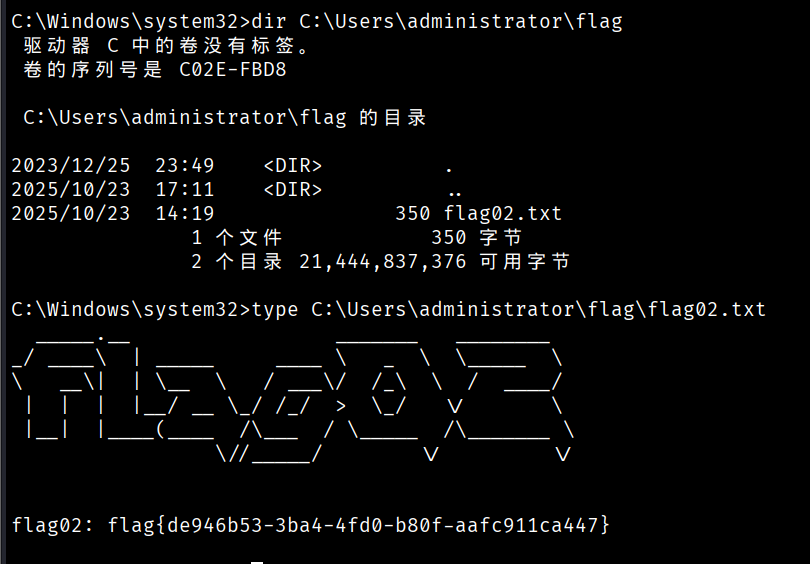 C:\Windows\system32>dir C:\Users\administrator\flag
 驱动器 C 中的卷没有标签。
 卷的序列号是 C02E-FBD8

 C:\Users\administrator\flag 的目录

2023/12/25  23:49    <DIR>          .
2025/10/23  17:11    <DIR>          ..
2025/10/23  14:19               350 flag02.txt
               1 个文件            350 字节
               2 个目录 21,444,837,376 可用字节

C:\Windows\system32>type C:\Users\administrator\flag\flag02.txt
flag02
flag02: flag{de946b53-3ba4-4fd0-b80f-aafc911ca447}